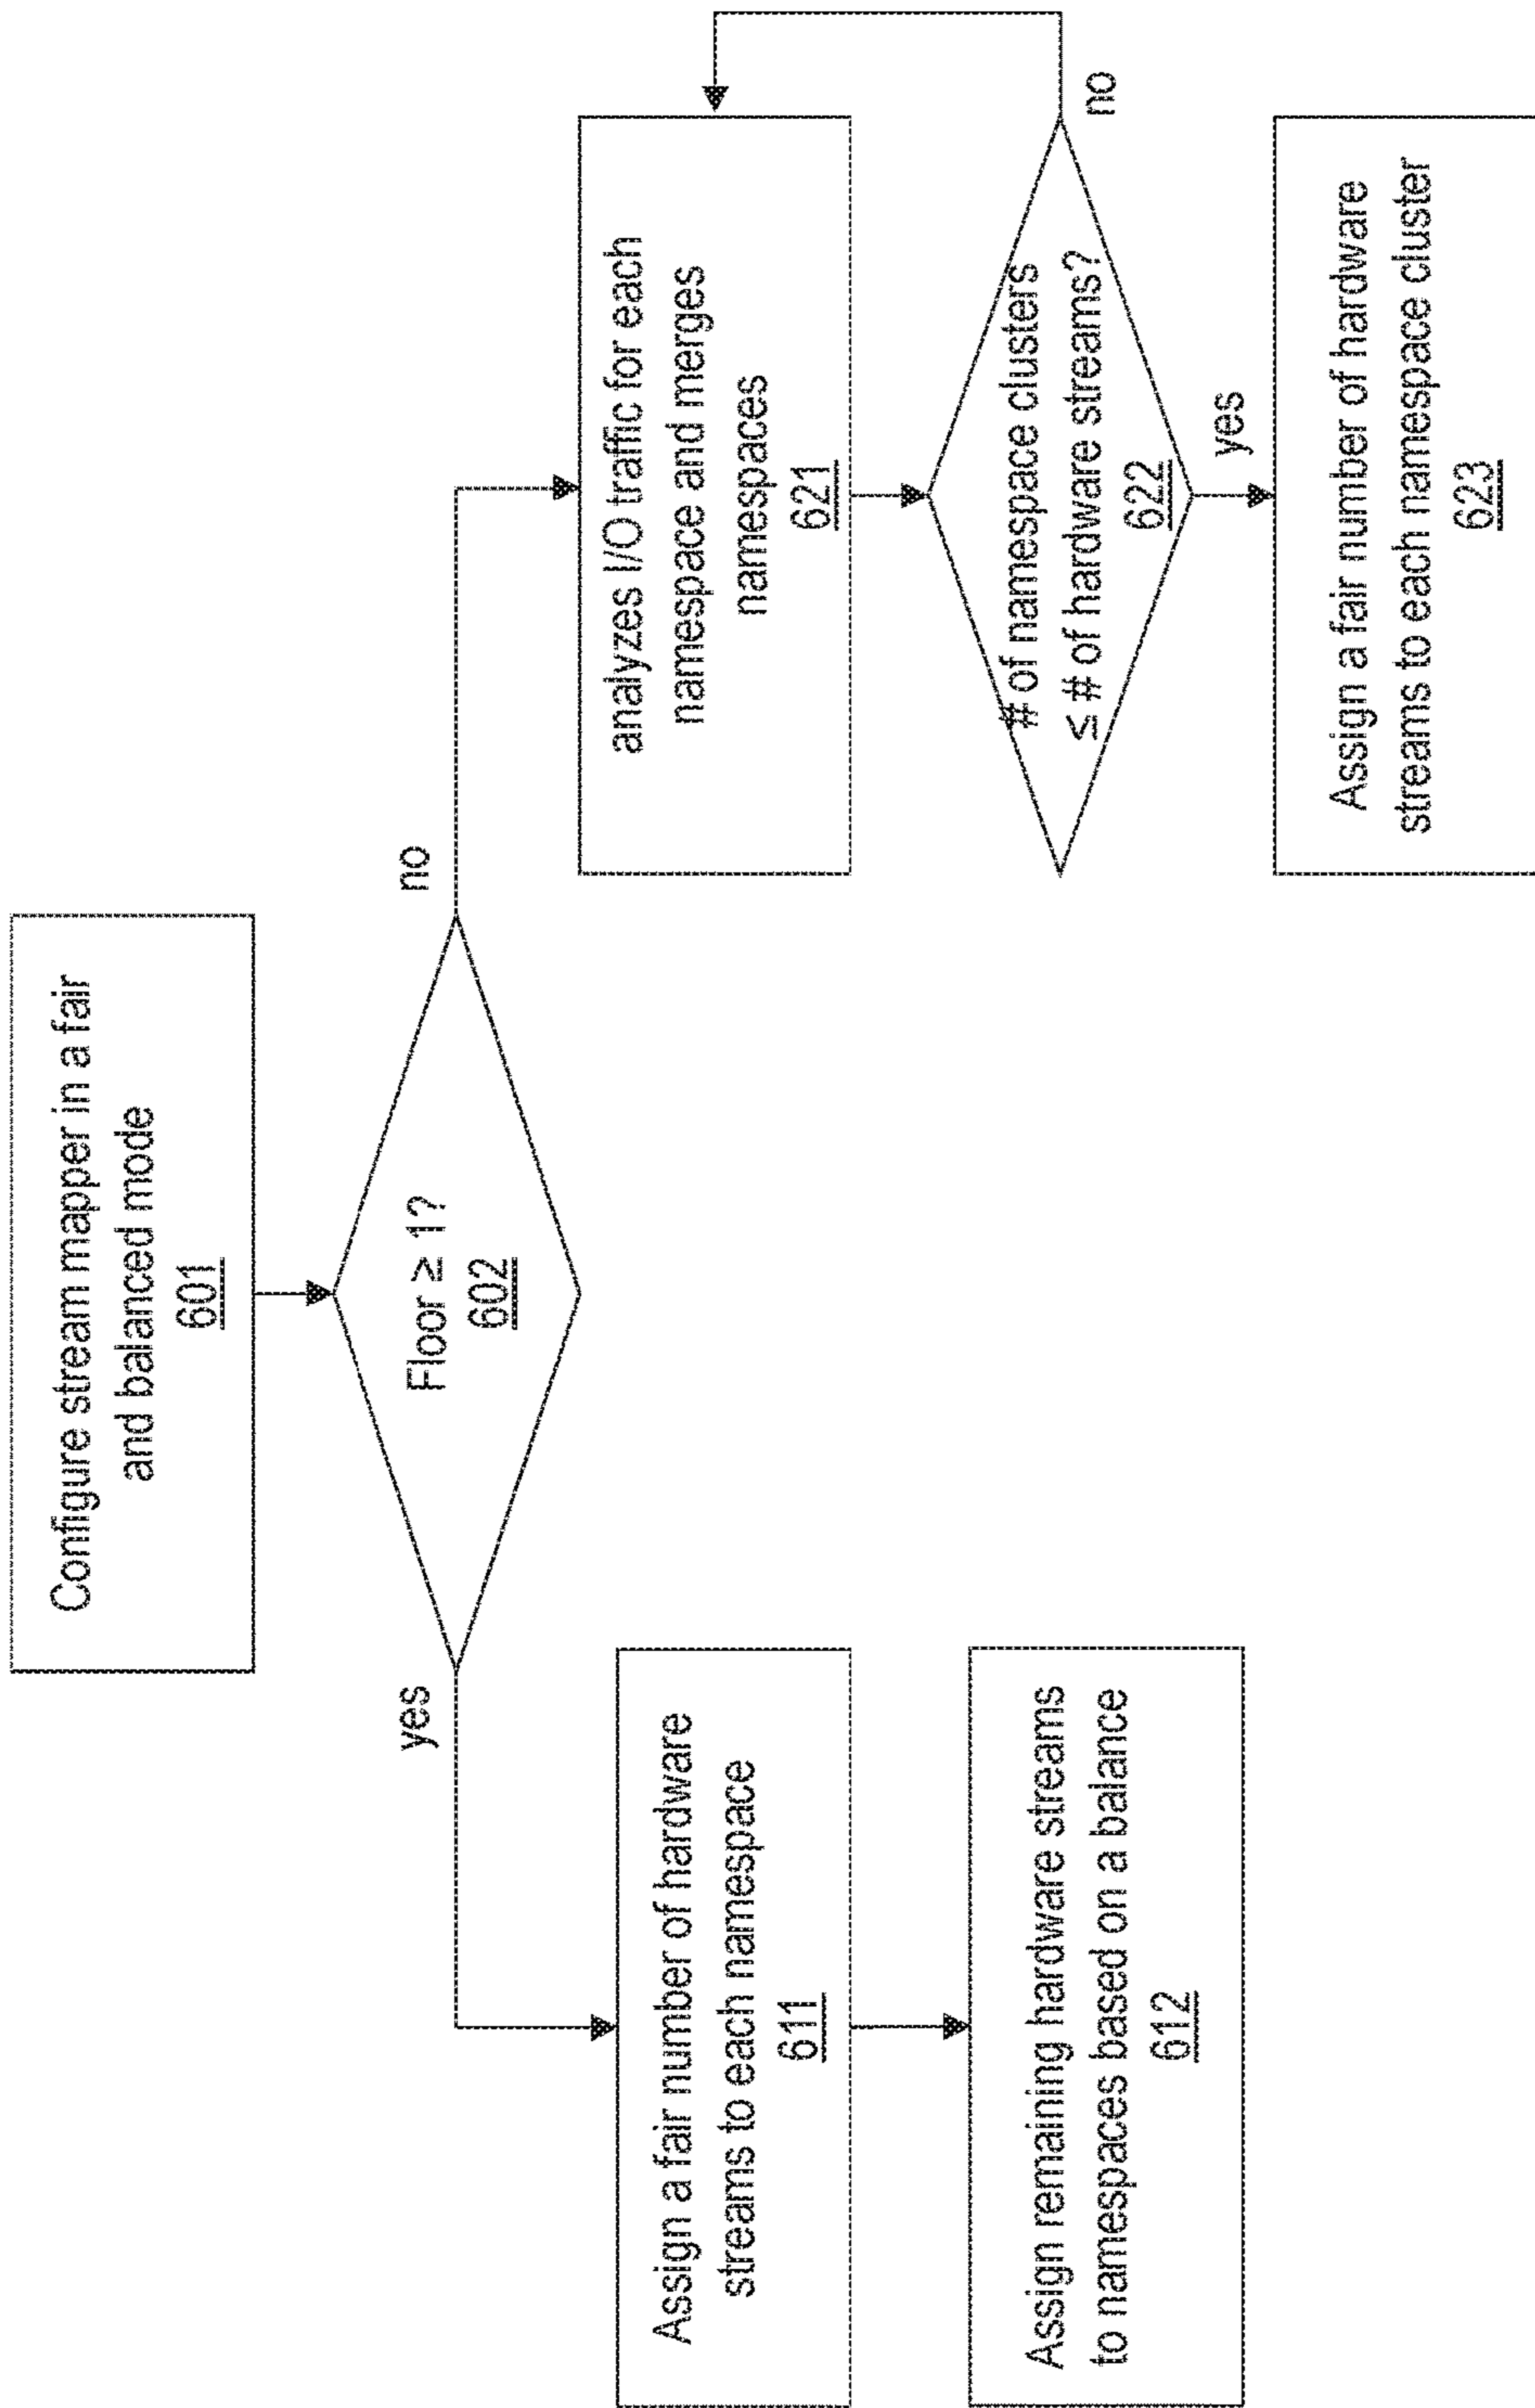 Configure stream mapper in a fair
and balanced mode
601
Floor ≥ 1?
602
yes
no
Assign a fair number of hardware
streams to each namespace
611
Assign remaining hardware streams
to namespaces based on a balance
612
analyzes I/O traffic for each
namespace and merges
namespaces
621
# of namespace clusters
≤ # of hardware streams?
622
no
yes
Assign a fair number of hardware
streams to each namespace cluster
623